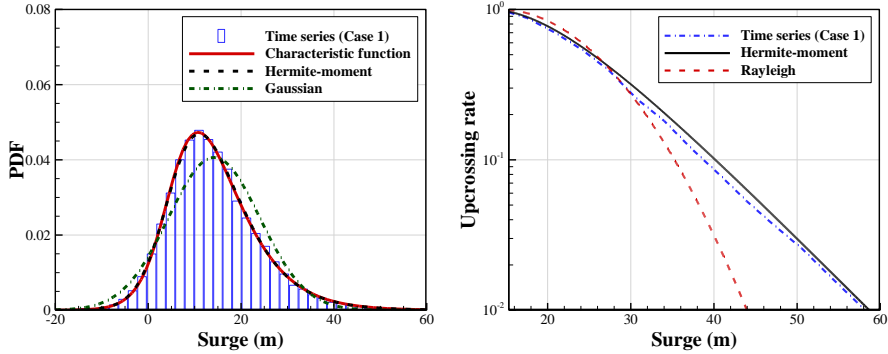 PDF
0.08
0.06
0.04
0.02
0
-20
0
20
40
60
Surge (m)
Time series (Case 1)
Characteristic function
Hermite-moment
Gaussian
Upcrossing rate
10^0
10^-1
10^-2
20
30
40
50
60
Surge (m)
Time series (Case 1)
Hermite-moment
Rayleigh